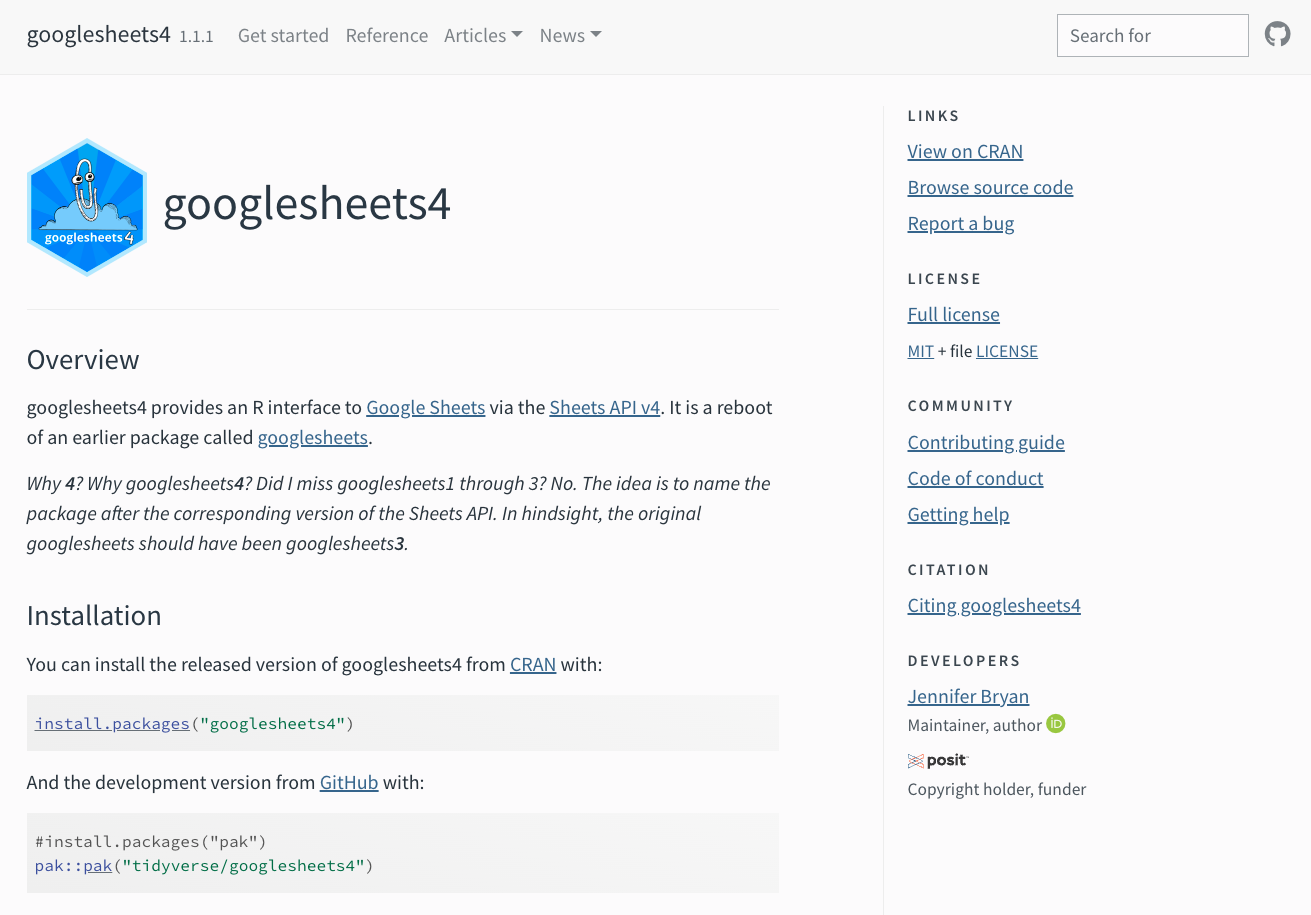 googlesheets4 1.1.1 Get started Reference Articles News Search for
googlesheets 4
googlesheets4
Overview
googlesheets4 provides an R interface to Google Sheets via the Sheets API v4. It is a reboot
of an earlier package called googlesheets.
Why 4? Why googlesheets4? Did I miss googlesheets1 through 3? No. The idea is to name the
package after the corresponding version of the Sheets API. In hindsight, the original
googlesheets should have been googlesheets3.
Installation
You can install the released version of googlesheets4 from CRAN with:
install.packages("googlesheets4")
And the development version from GitHub with:
#install.packages("pak")
pak::pak("tidyverse/googlesheets4")
LINKS
View on CRAN
Browse source code
Report a bug
LICENSE
Full license
MIT + file LICENSE
COMMUNITY
Contributing guide
Code of conduct
Getting help
CITATION
Citing googlesheets4
DEVELOPERS
Jennifer Bryan
Maintainer, author iD
posit™
Copyright holder, funder